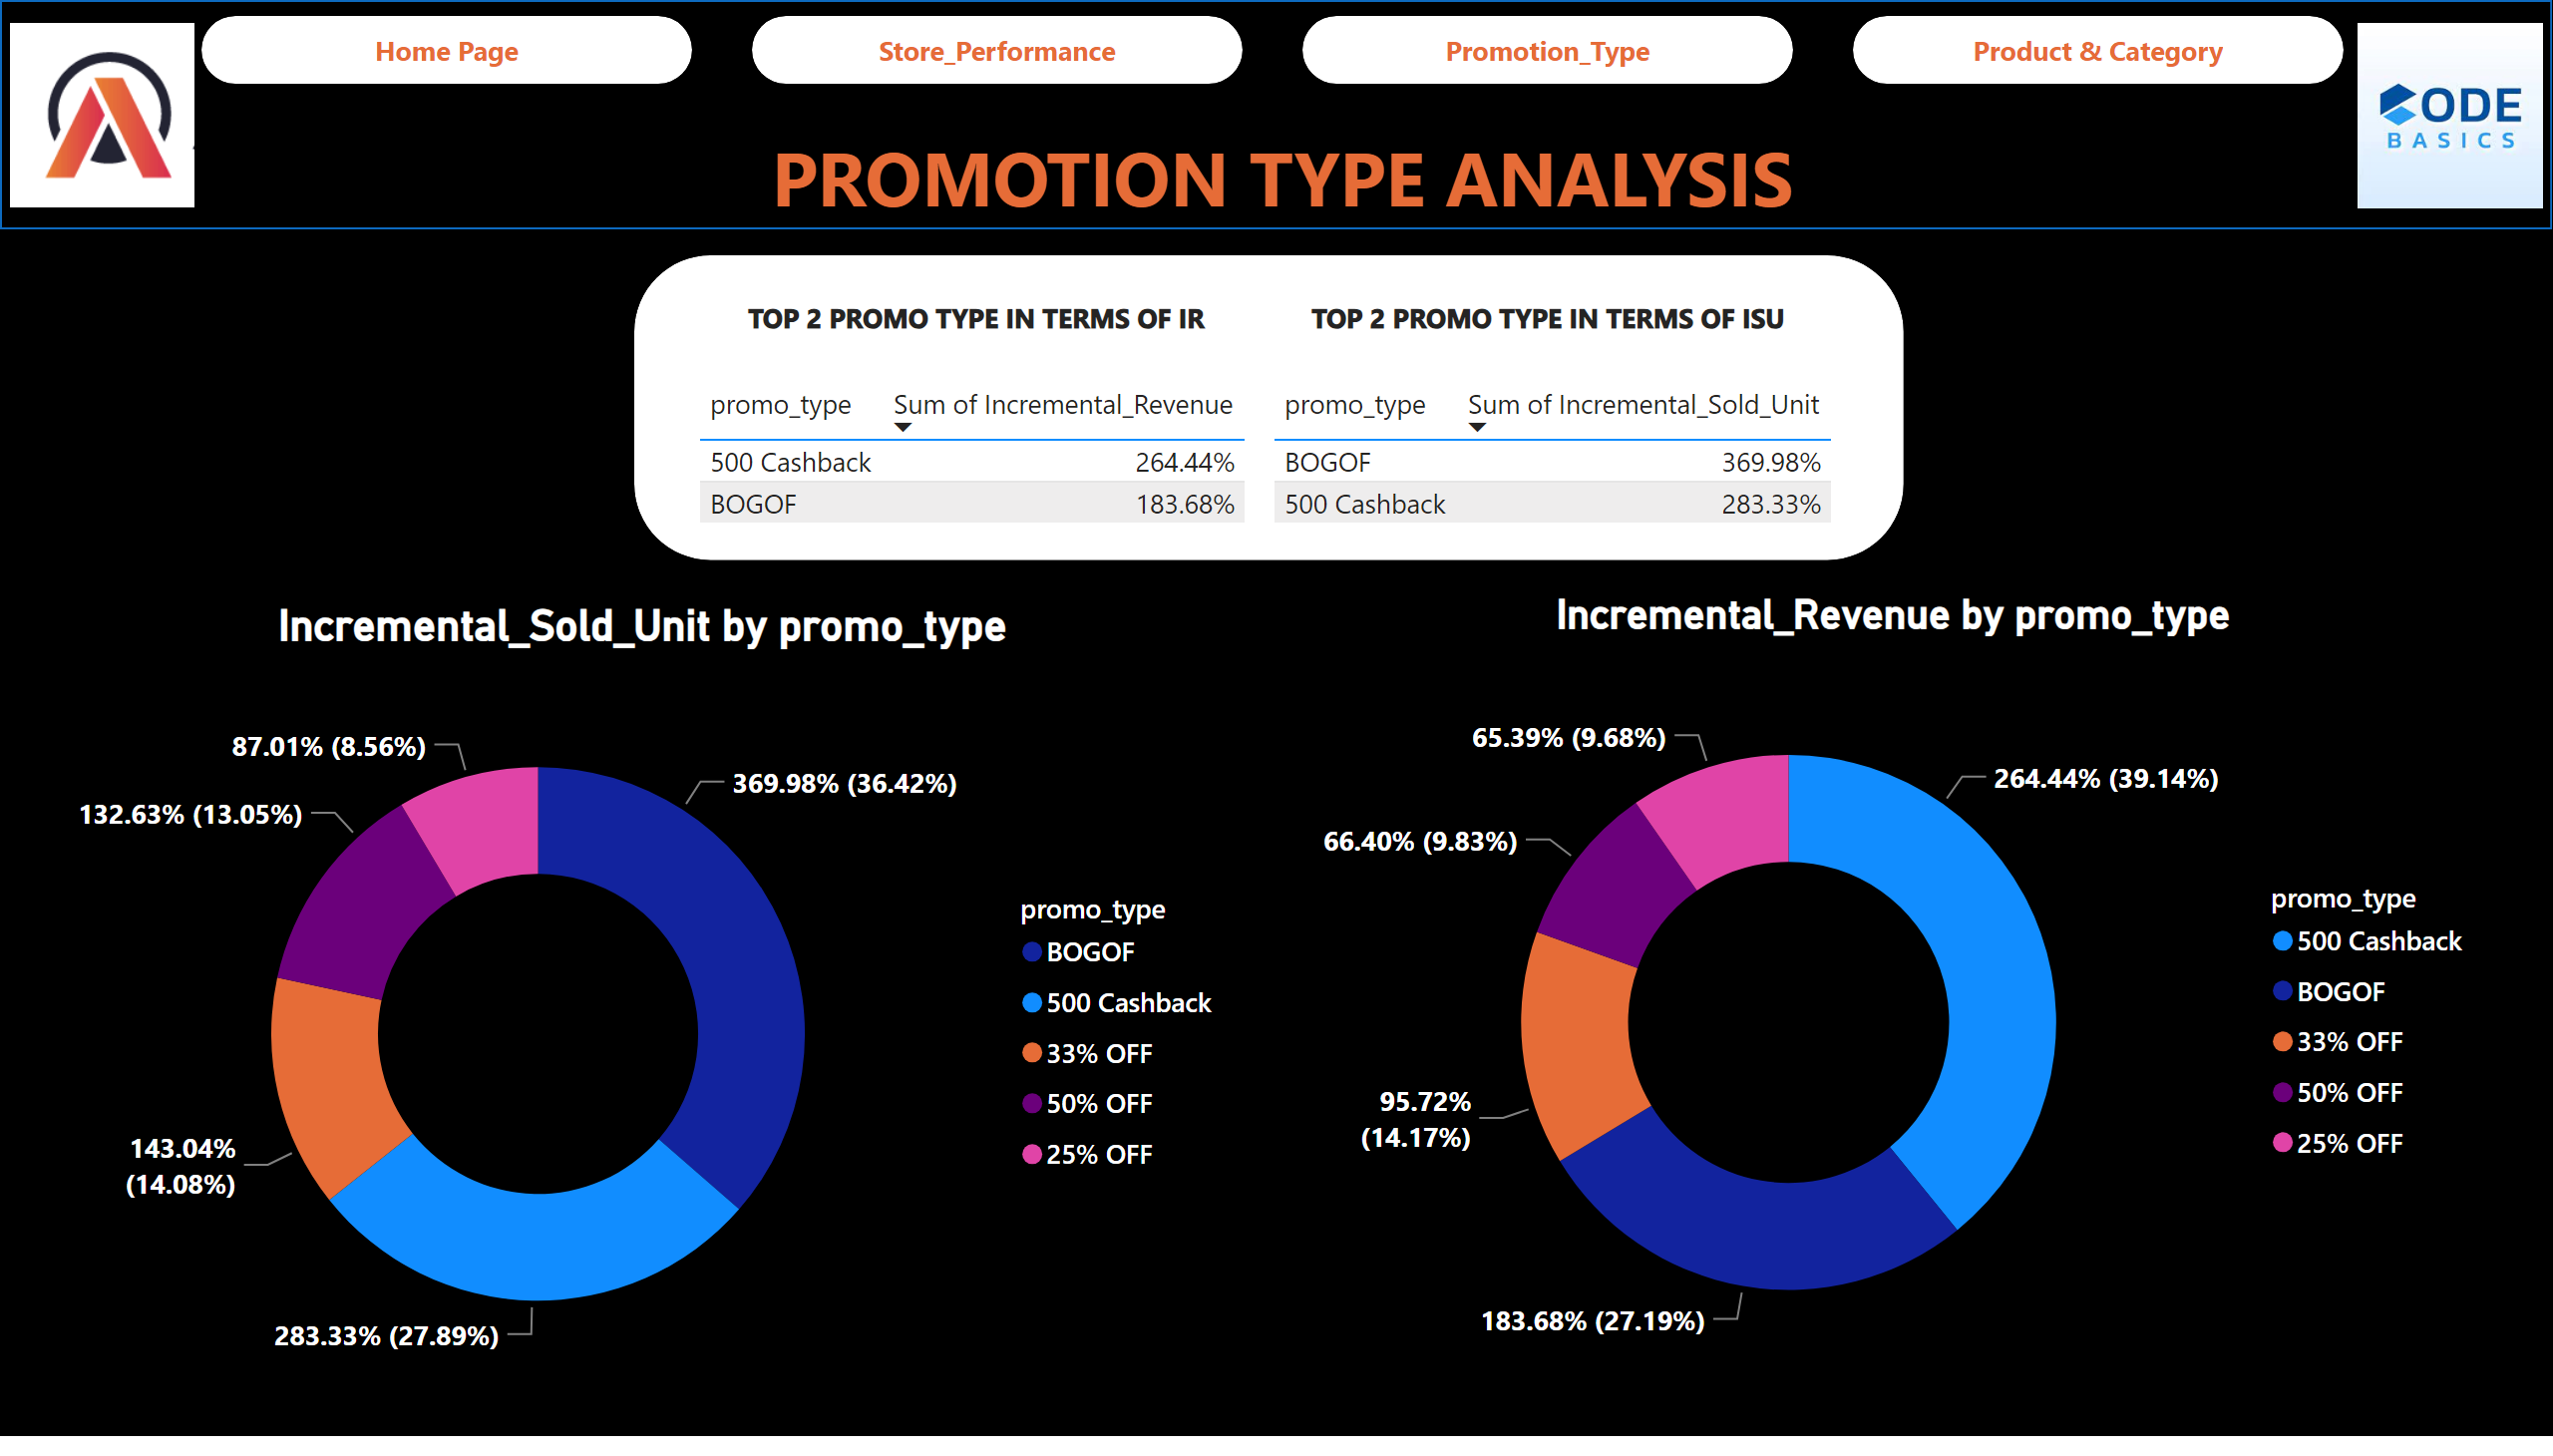 Home Page
Store_Performance
Promotion_Type
Product & Category
CODE
BASICS
PROMOTION TYPE ANALYSIS
TOP 2 PROMO TYPE IN TERMS OF IR
promo_type Sum of Incremental_Revenue
500 Cashback 264.44%
BOGOF 183.68%
TOP 2 PROMO TYPE IN TERMS OF ISU
promo_type Sum of Incremental_Sold_Unit
BOGOF 369.98%
500 Cashback 283.33%
Incremental_Sold_Unit by promo_type
87.01% (8.56%)
369.98% (36.42%)
132.63% (13.05%)
143.04%
(14.08%)
283.33% (27.89%)
promo_type
BOGOF
500 Cashback
33% OFF
50% OFF
25% OFF
Incremental_Revenue by promo_type
65.39% (9.68%)
264.44% (39.14%)
66.40% (9.83%)
95.72%
(14.17%)
183.68% (27.19%)
promo_type
500 Cashback
BOGOF
33% OFF
50% OFF
25% OFF